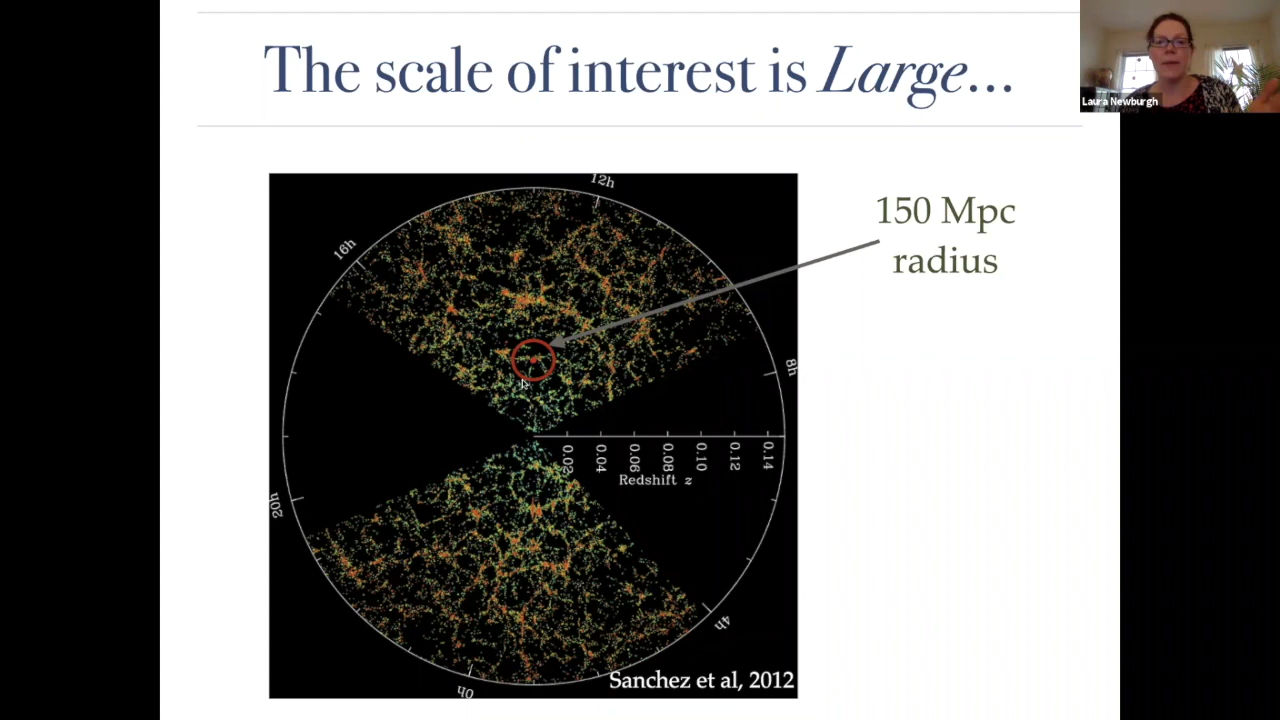 The scale of interest is Large...
Laura Newburgh
150 Mpc
radius
12h
16h
8h
20h
4h
0h
0.02
0.04
0.06
0.08
0.10
0.12
0.14
Redshift z
Sanchez et al, 2012